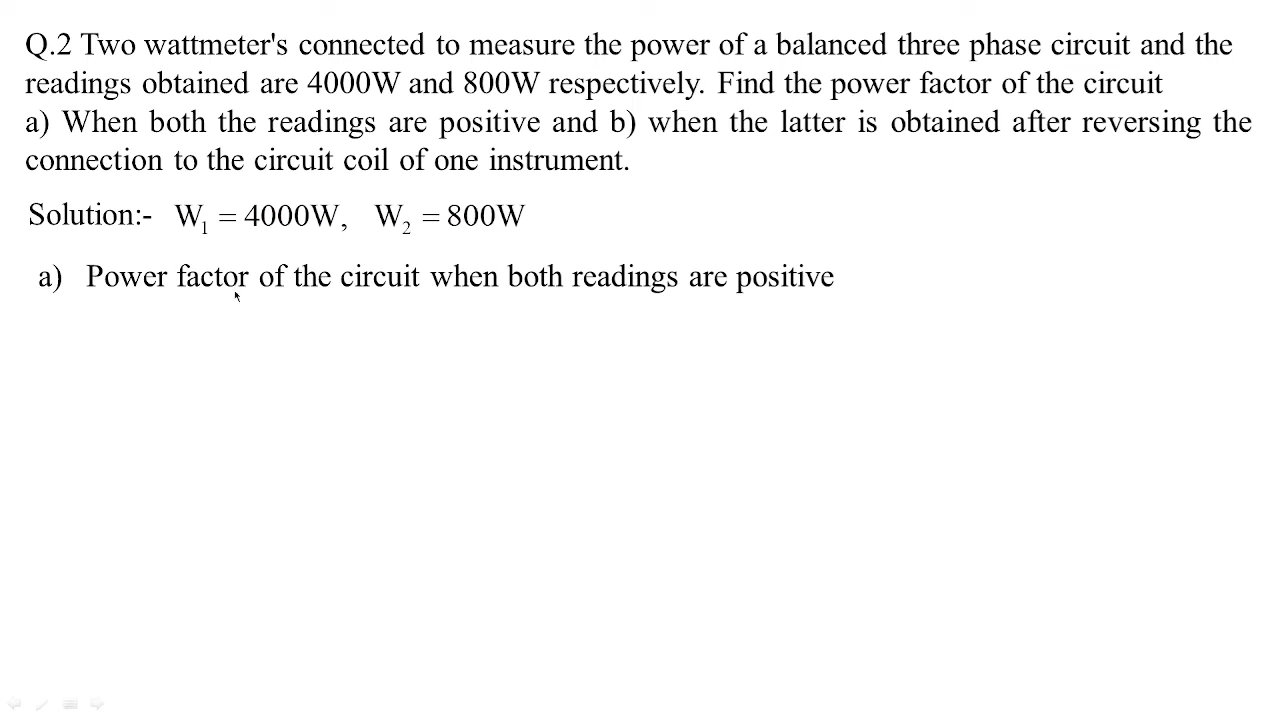 Q.2 Two wattmeter's connected to measure the power of a balanced three phase circuit and the
readings obtained are 4000W and 800W respectively. Find the power factor of the circuit
a) When both the readings are positive and b) when the latter is obtained after reversing the
connection to the circuit coil of one instrument.
Solution:- W₁ = 4000W, W₂ = 800W
a) Power factor of the circuit when both readings are positive